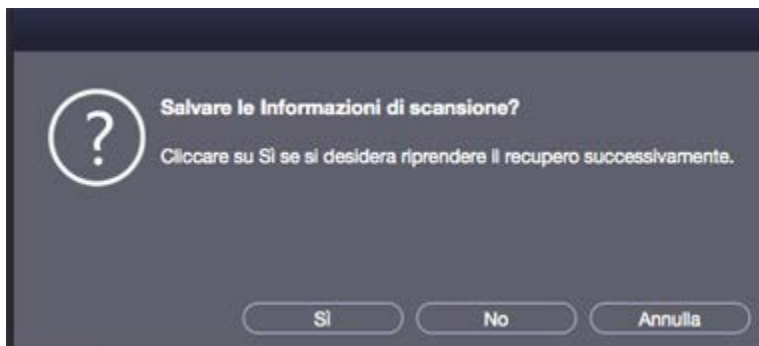 Salvare le Informazioni di scansione?
Cliccare su Sì se si desidera riprendere il recupero successivamente.
Sì No Annulla